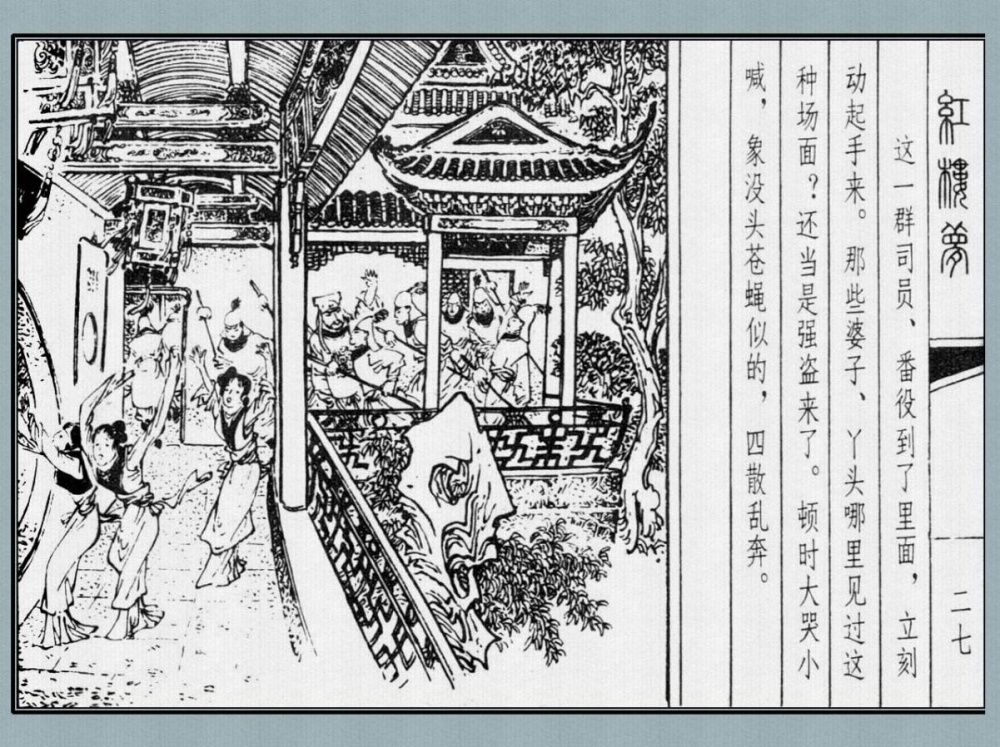 紅樓夢
二七
这一群司员、番役到了里面，立刻
动起手来。那些婆子、丫头哪里见过这
种场面？还当是强盗来了。顿时大哭小
喊，象没头苍蝇似的，四散乱奔。